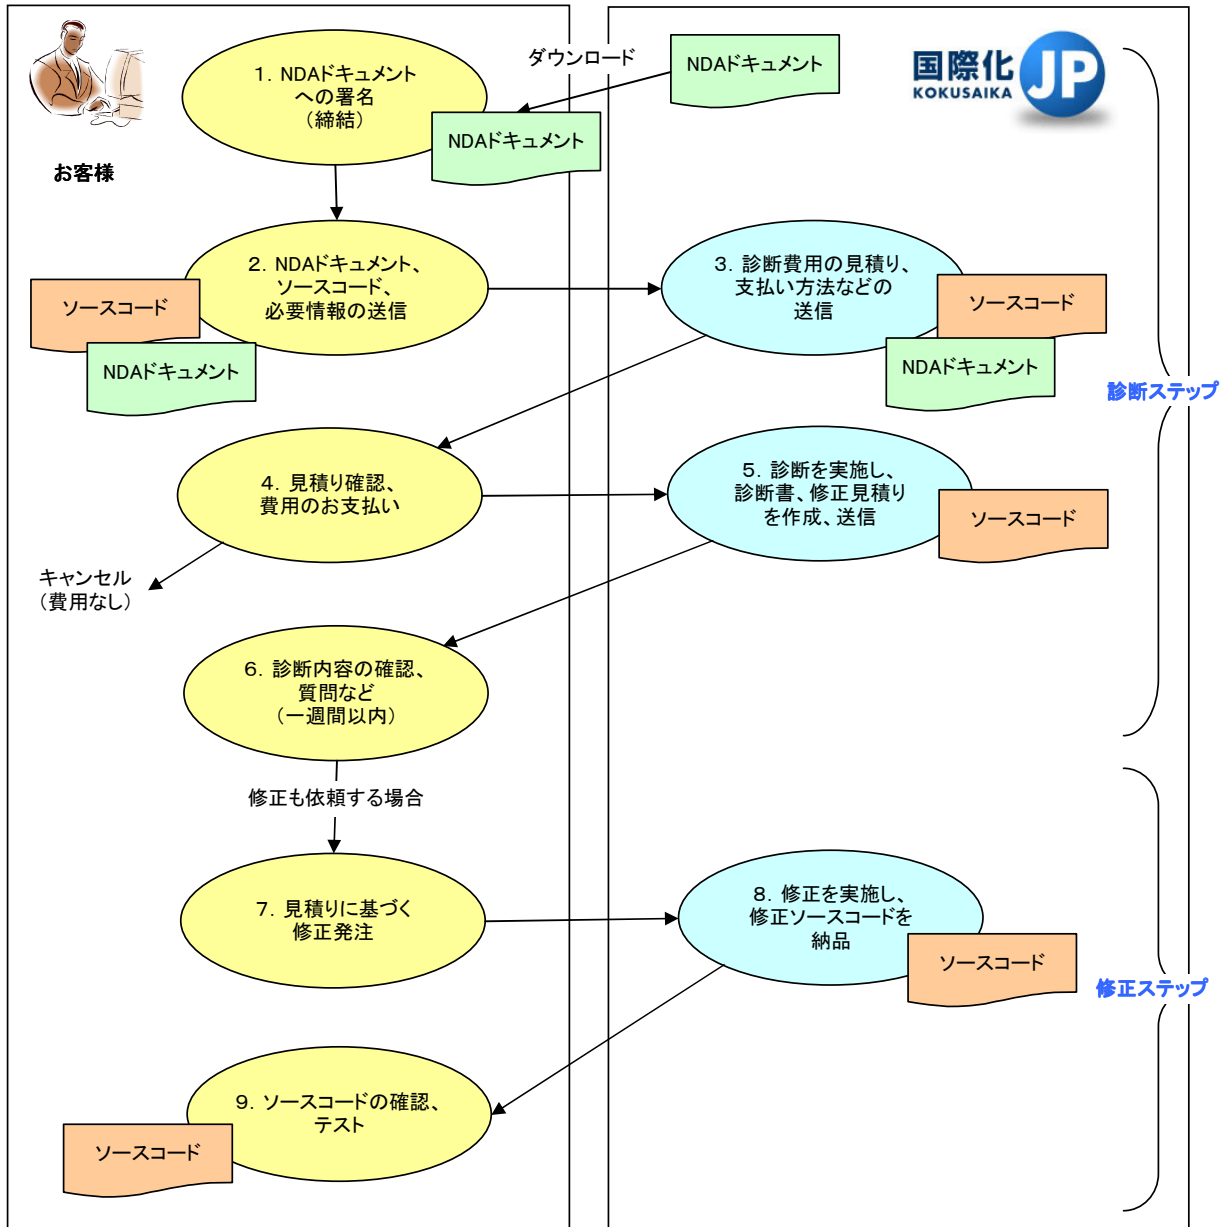 1．NDAドキュメント
への署名
（締結）
ダウンロード
NDAドキュメント
国際化
KOKUSAIKA
JP
NDAドキュメント
お客様
2．NDAドキュメント、
ソースコード、
必要情報の送信
ソースコード
NDAドキュメント
3．診断費用の見積り、
支払い方法などの
送信
ソースコード
NDAドキュメント
診断ステップ
4．見積り確認、
費用のお支払い
キャンセル
（費用なし）
5．診断を実施し、
診断書、修正見積り
を作成、送信
ソースコード
6．診断内容の確認、
質問など
（一週間以内）
修正も依頼する場合
7．見積りに基づく
修正発注
8．修正を実施し、
修正ソースコードを
納品
ソースコード
修正ステップ
9．ソースコードの確認、
テスト
ソースコード